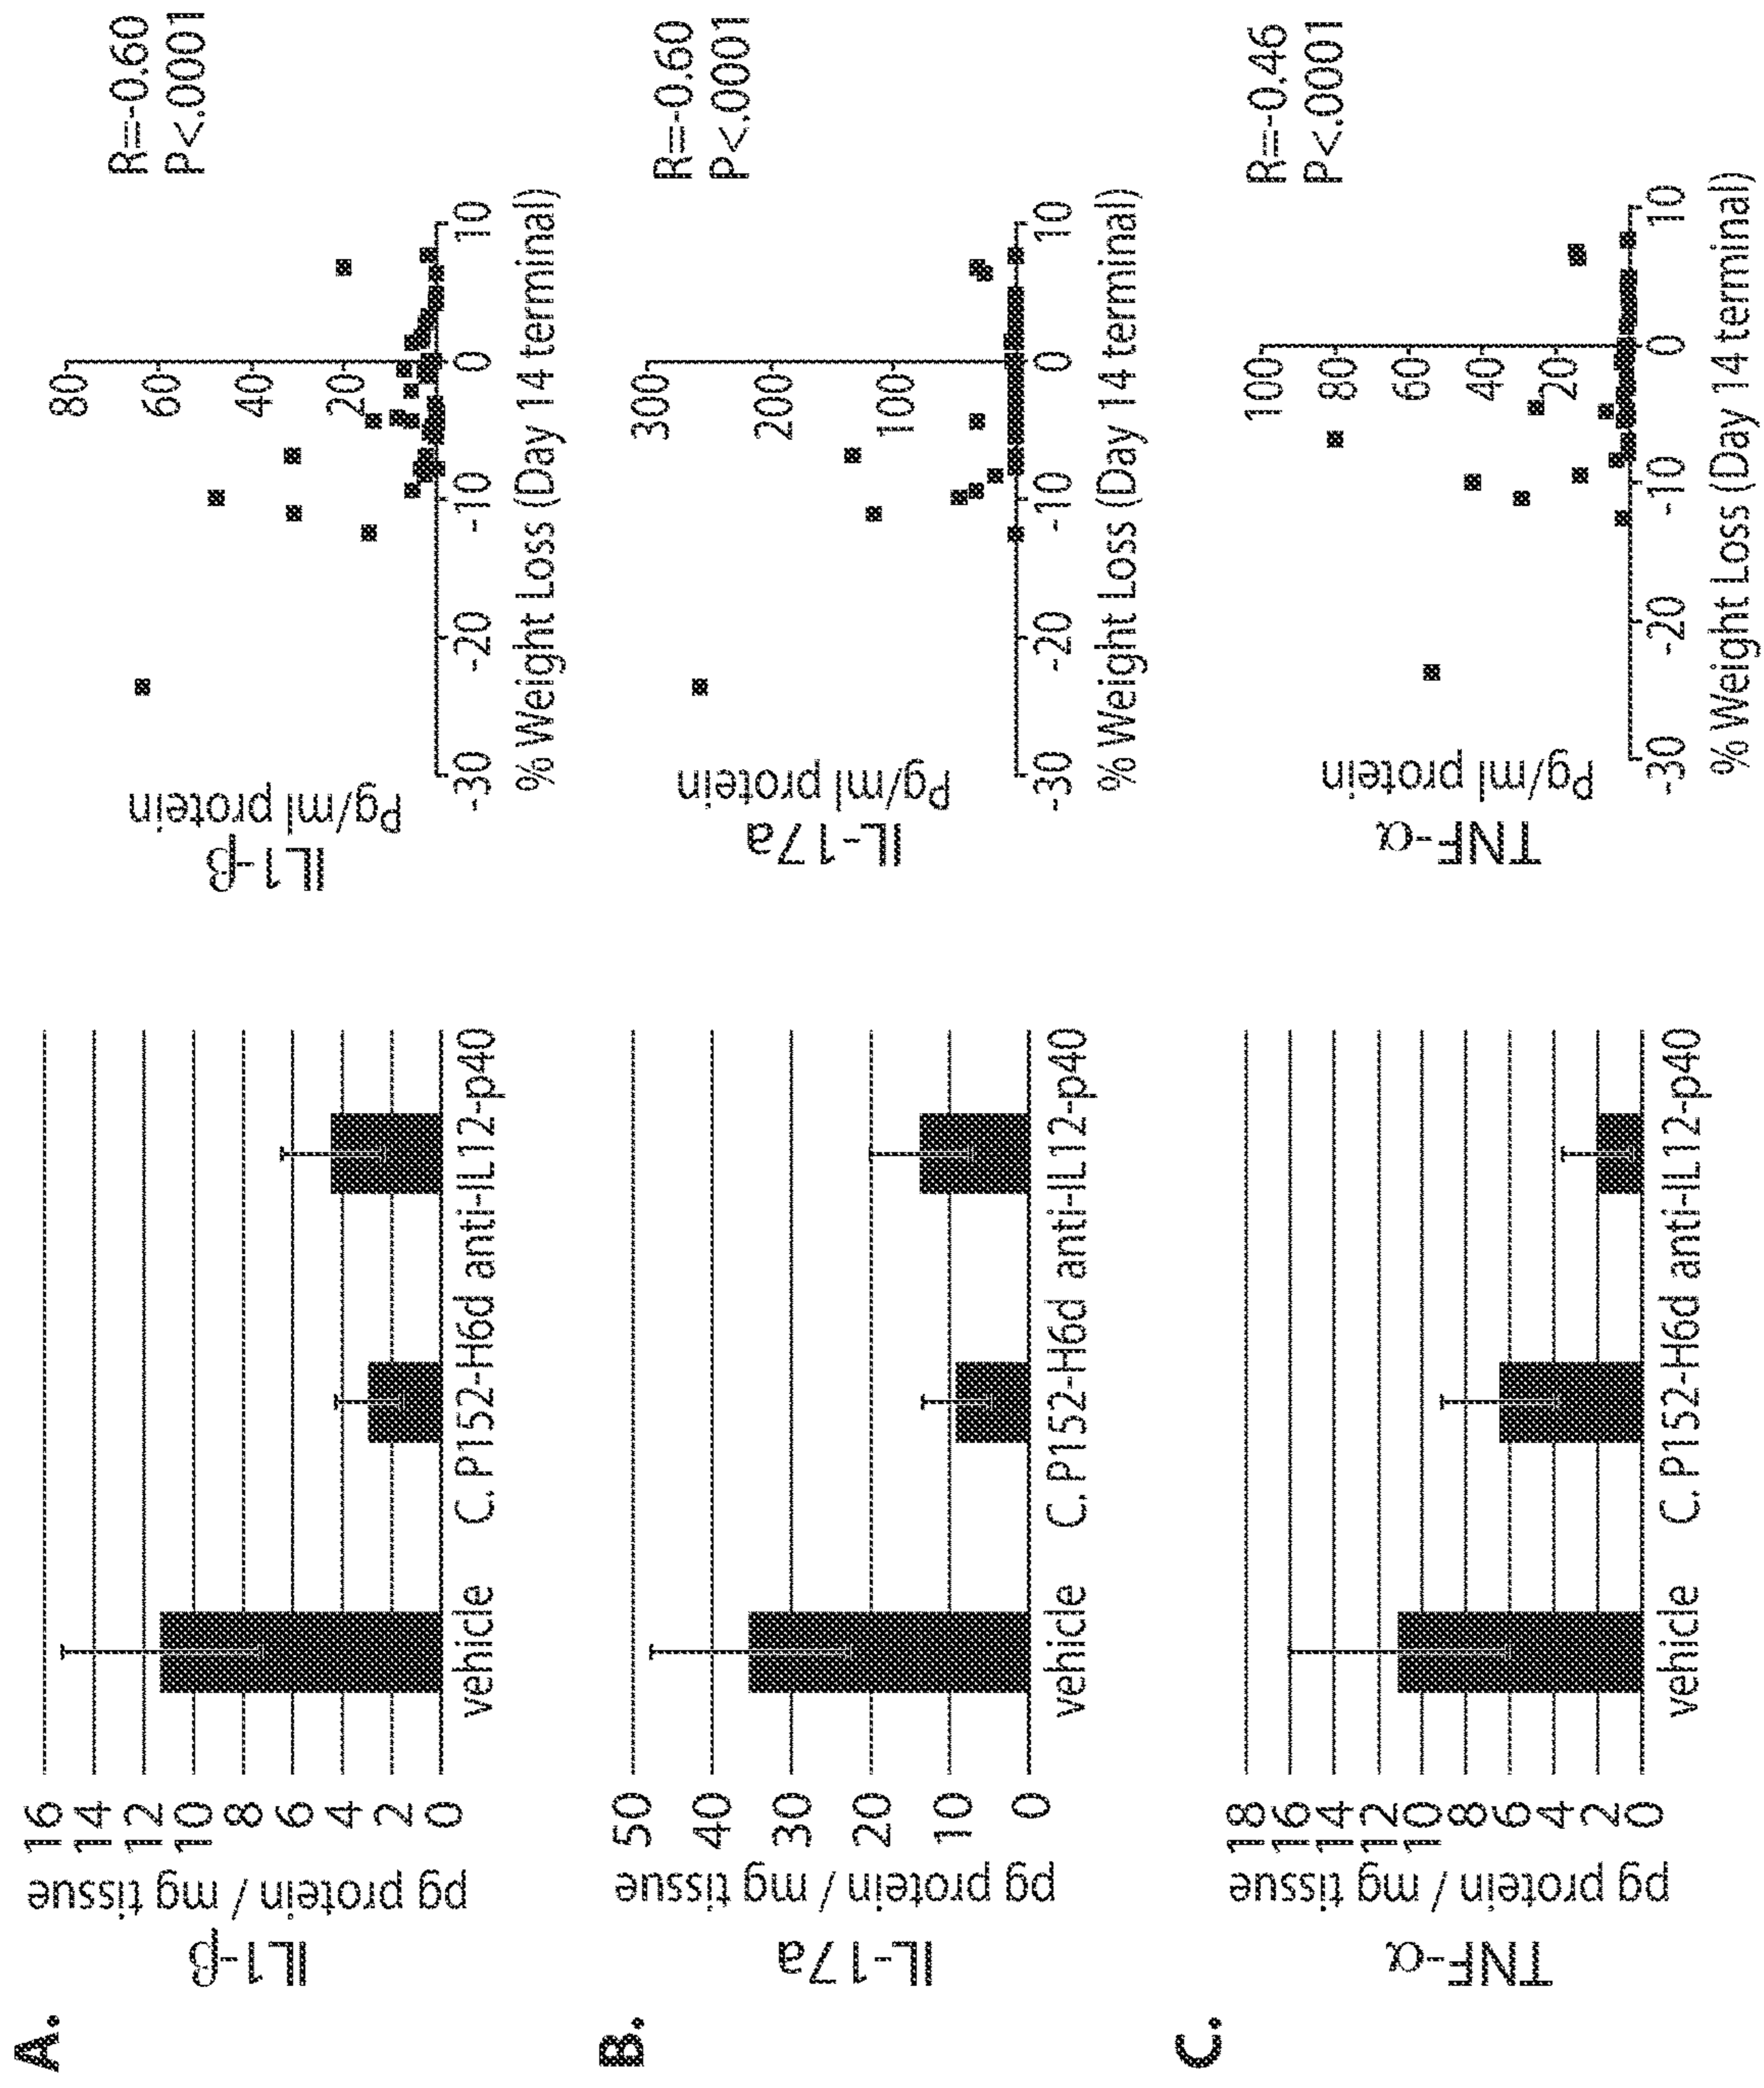 A.
IL1-β
pg protein / mg tissue
16
14
12
10
8
6
4
2
0
vehicle C. P152-H6d anti-IL12-p40
IL1-β
Pg/ml protein
80
60
40
20
-30 -20 -10 0 10
% Weight Loss (Day 14 terminal)
R=-0.60
P<.0001
B.
IL-17a
pg protein / mg tissue
50
40
30
20
10
0
vehicle C. P152-H6d anti-IL12-p40
IL-17a
Pg/ml protein
300
200
100
-30 -20 -10 0 10
% Weight Loss (Day 14 terminal)
R=-0.60
P<.0001
C.
TNF-α
pg protein / mg tissue
18
16
14
12
10
8
6
4
2
0
vehicle C. P152-H6d anti-IL12-p40
TNF-α
Pg/ml protein
100
80
60
40
20
-30 -20 -10 0 10
% Weight Loss (Day 14 terminal)
R=-0.46
P<.0001